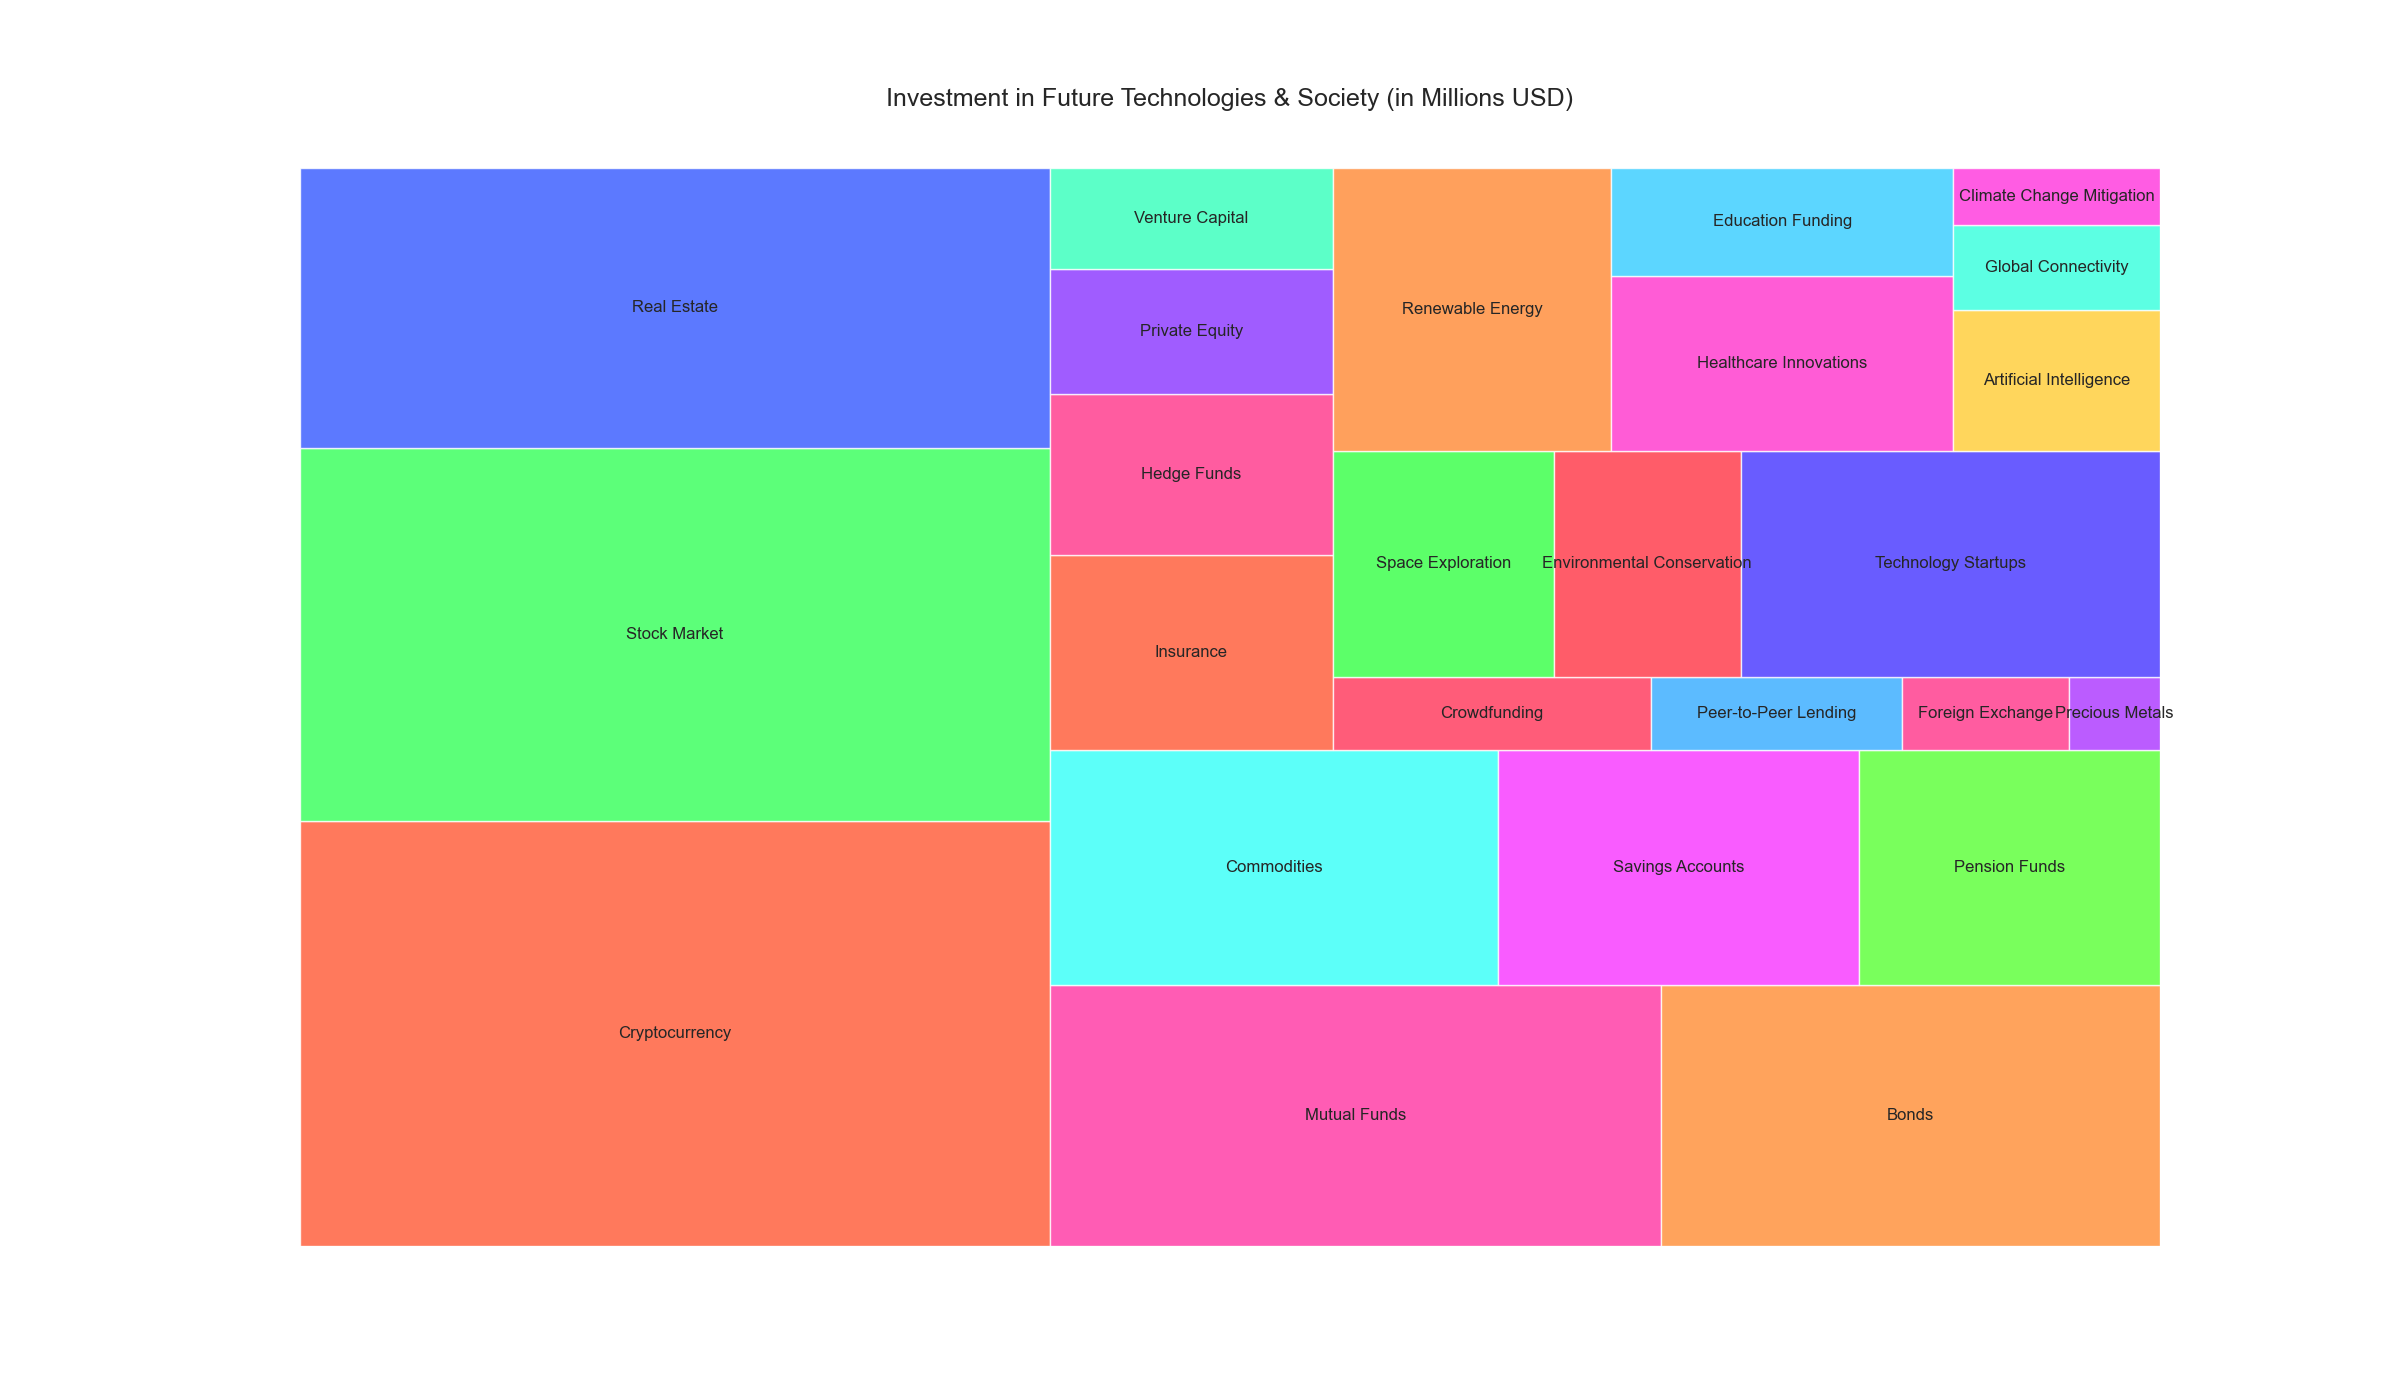 Investment in Future Technologies & Society (in Millions USD)
Real Estate
Stock Market
Cryptocurrency
Venture Capital
Private Equity
Hedge Funds
Insurance
Renewable Energy
Education Funding
Healthcare Innovations
Climate Change Mitigation
Global Connectivity
Artificial Intelligence
Space Exploration
Environmental Conservation
Technology Startups
Crowdfunding
Peer-to-Peer Lending
Foreign Exchange
Precious Metals
Commodities
Savings Accounts
Pension Funds
Mutual Funds
Bonds